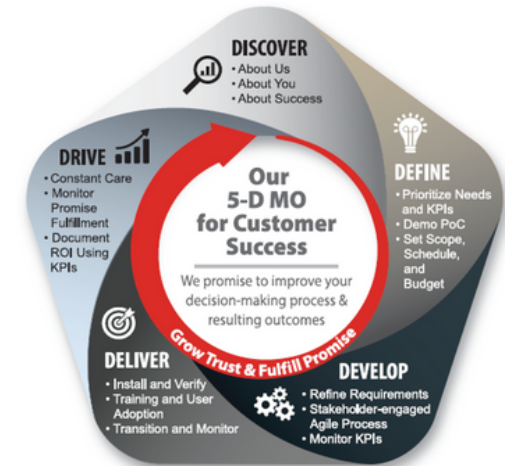 DISCOVER
• About Us
• About You
• About Success
DEFINE
• Prioritize Needs
and KPIs
• Demo PoC
• Set Scope,
Schedule,
and
Budget
DEVELOP
• Refine Requirements
• Stakeholder-engaged
Agile Process
• Monitor KPIs
DELIVER
• Install and Verify
• Training and User
Adoption
• Transition and Monitor
DRIVE
• Constant Care
• Monitor
Promise
Fulfillment
• Document
ROI Using
KPIs
Our
5-D MO
for Customer
Success
We promise to improve your
decision-making process &
resulting outcomes
Grow Trust & Fulfill Promise